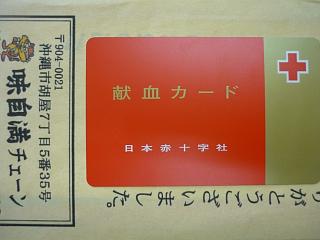 献血カード
日本赤十字社
〒904-0021
沖縄市胡屋7丁目5番35号
味自満チェーン
がとうございました。